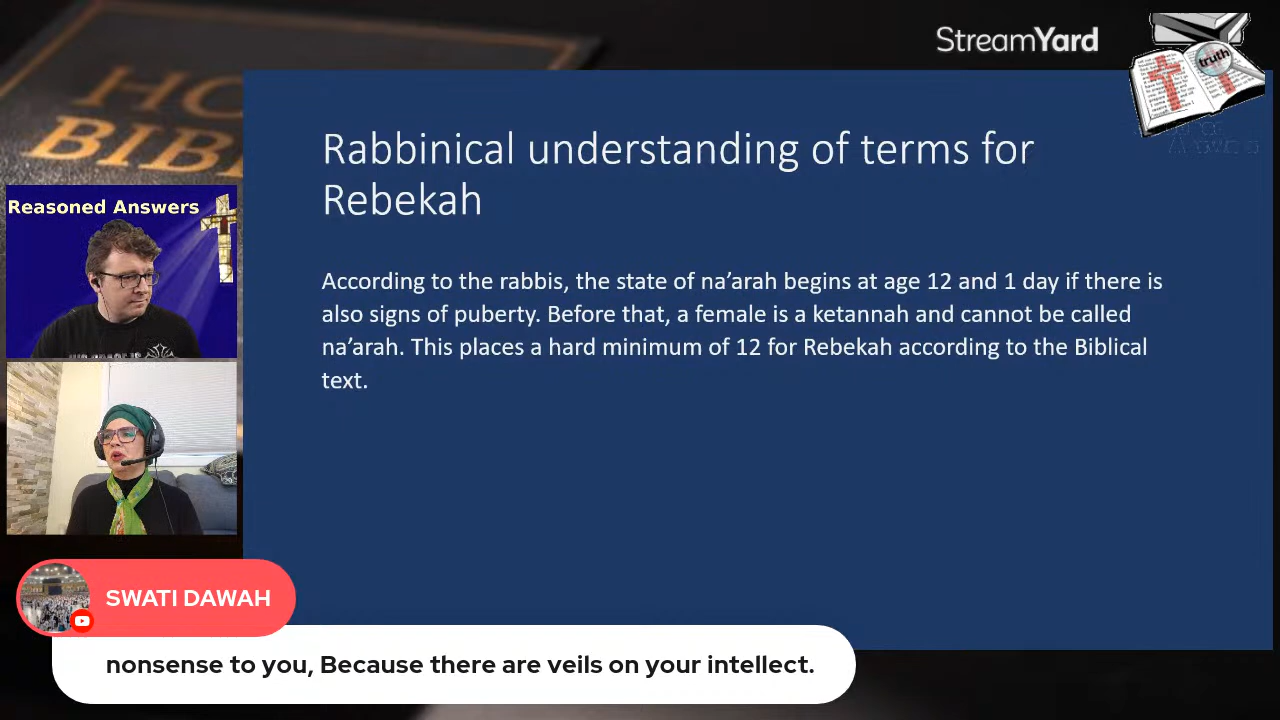 StreamYard
truth
HO
BIB
Rabbinical understanding of terms for
Rebekah
Reasoned Answers
According to the rabbis, the state of na’arah begins at age 12 and 1 day if there is
also signs of puberty. Before that, a female is a ketannah and cannot be called
na’arah. This places a hard minimum of 12 for Rebekah according to the Biblical
text.
SWATI DAWAH
nonsense to you, Because there are veils on your intellect.